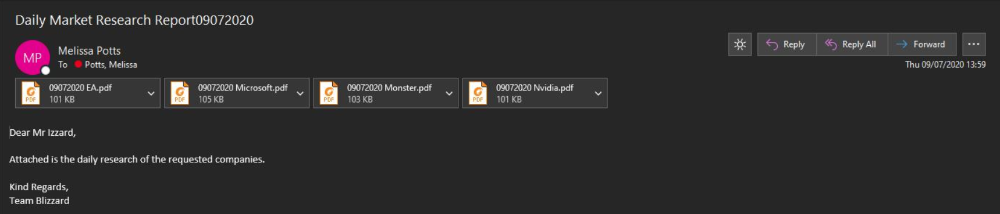 Daily Market Research Report09072020
MP
Melissa Potts
To Potts, Melissa
Reply
Reply All
Forward
Thu 09/07/2020 13:59
PDF
09072020 EA.pdf
101 KB
PDF
09072020 Microsoft.pdf
105 KB
PDF
09072020 Monster.pdf
103 KB
PDF
09072020 Nvidia.pdf
101 KB
Dear Mr Izzard,
Attached is the daily research of the requested companies.
Kind Regards,
Team Blizzard